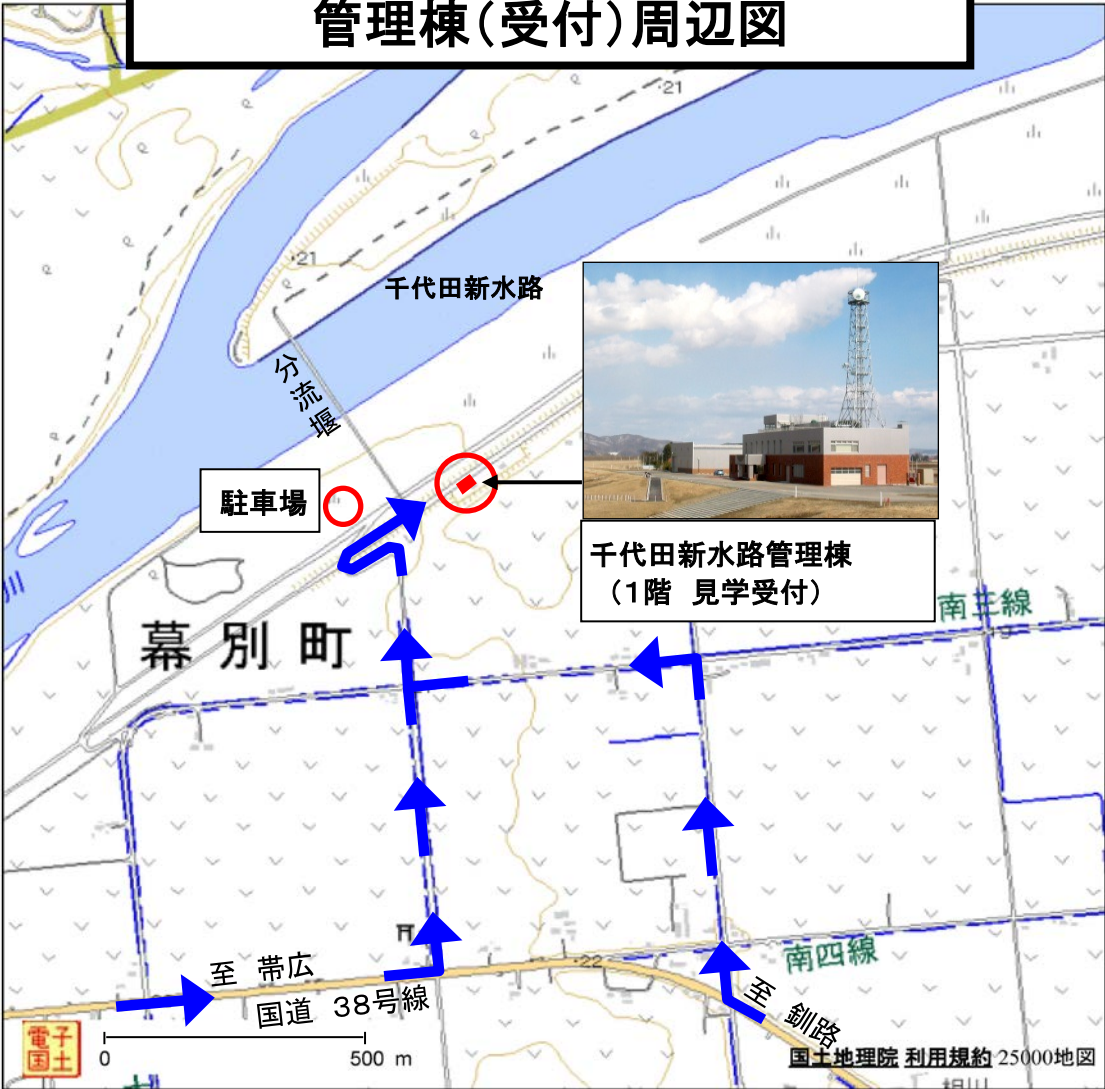 管理棟（受付）周辺図
・21
・21
千代田新水路
分流堰
駐車場
千代田新水路管理棟
（1階　見学受付）
川
南三線
幕別町
南四線
・22
至　帯広
国道　38号線
至　釧路
電子
国土
0
500 m
国土地理院 利用規約 25000地図
相川